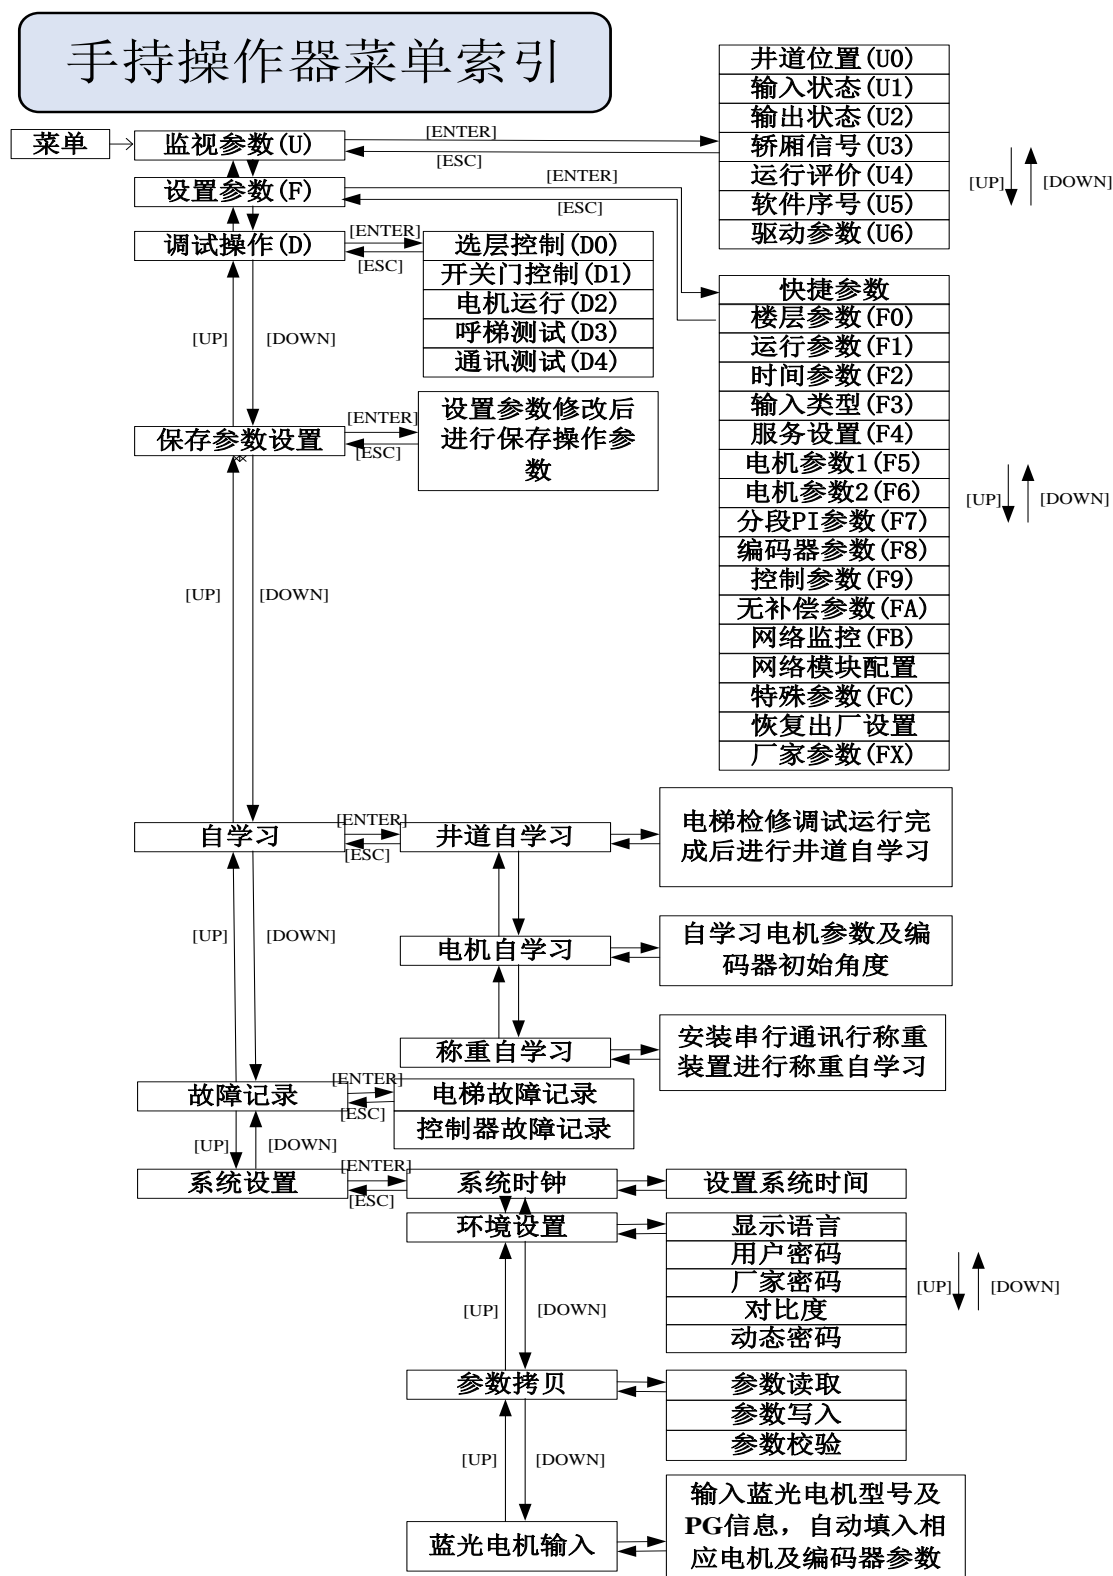 手持操作器菜单索引
菜单
监视参数(U)
[ENTER]
[ESC]
井道位置(U0)
输入状态(U1)
输出状态(U2)
轿厢信号(U3)
运行评价(U4)
软件序号(U5)
驱动参数(U6)
[UP]
[DOWN]
设置参数(F)
[ENTER]
[ESC]
快捷参数
楼层参数(F0)
运行参数(F1)
时间参数(F2)
输入类型(F3)
服务设置(F4)
电机参数1(F5)
电机参数2(F6)
分段PI参数(F7)
编码器参数(F8)
控制参数(F9)
无补偿参数(FA)
网络监控(FB)
网络模块配置
特殊参数(FC)
恢复出厂设置
厂家参数(FX)
[UP]
[DOWN]
调试操作(D)
[ENTER]
[ESC]
选层控制(D0)
开关门控制(D1)
电机运行(D2)
呼梯测试(D3)
通讯测试(D4)
[UP]
[DOWN]
保存参数设置
[ENTER]
[ESC]
设置参数修改后
进行保存操作参
数
[UP]
[DOWN]
自学习
[ENTER]
[ESC]
井道自学习
电梯检修调试运行完
成后进行井道自学习
电机自学习
自学习电机参数及编
码器初始角度
称重自学习
安装串行通讯行称重
装置进行称重自学习
[UP]
[DOWN]
故障记录
[ENTER]
[ESC]
电梯故障记录
控制器故障记录
[UP]
[DOWN]
系统设置
[ENTER]
[ESC]
系统时钟
设置系统时间
环境设置
显示语言
用户密码
厂家密码
对比度
动态密码
[UP]
[DOWN]
[UP]
[DOWN]
参数拷贝
参数读取
参数写入
参数校验
[UP]
[DOWN]
蓝光电机输入
输入蓝光电机型号及
PG信息，自动填入相
应电机及编码器参数